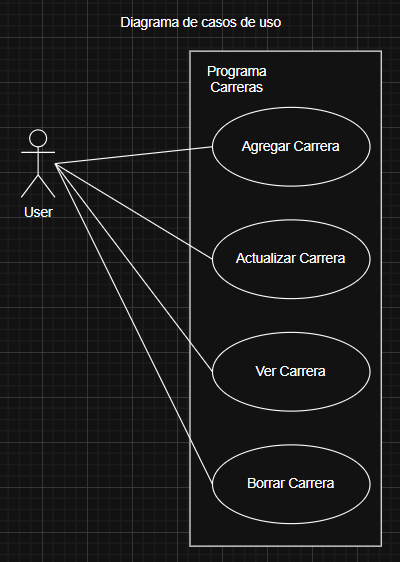 Diagrama de casos de uso
Programa
Carreras
Agregar Carrera
User
Actualizar Carrera
Ver Carrera
Borrar Carrera